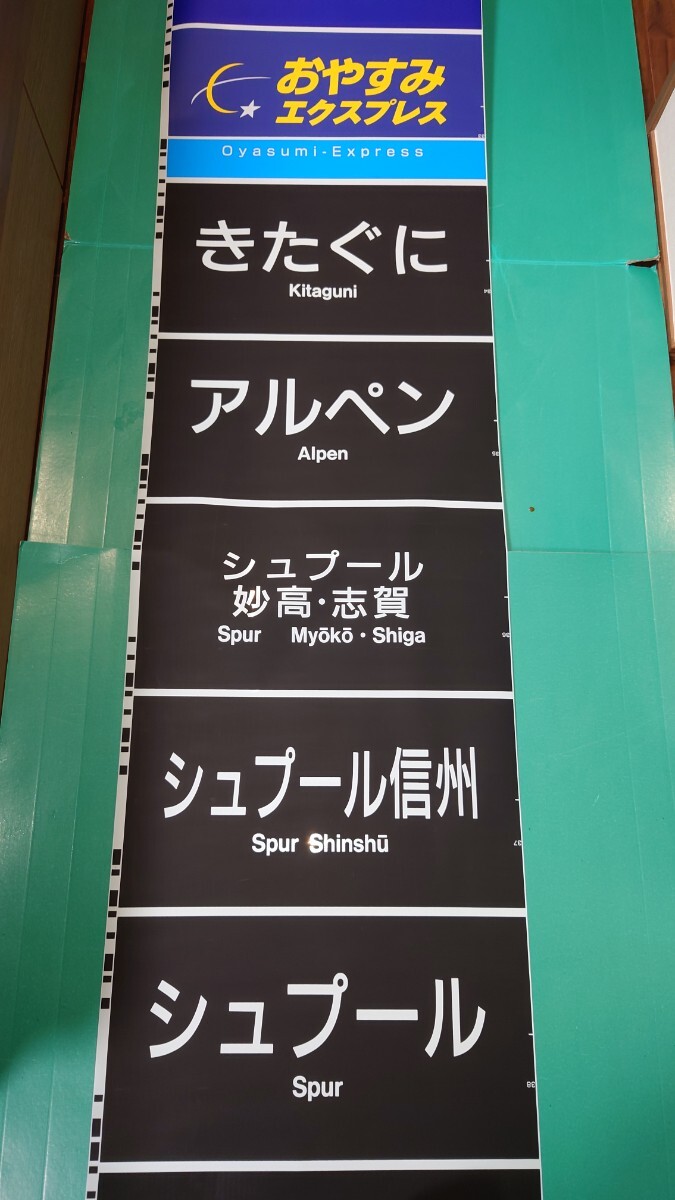 おやすみ
エクスプレス
Oyasumi-Express
きたぐに
Kitaguni
アルペン
Alpen
シュプール
妙高・志賀
Spur Myōkō・Shiga
シュプール信州
Spur Shinshū
37
シュプール
Spur
38